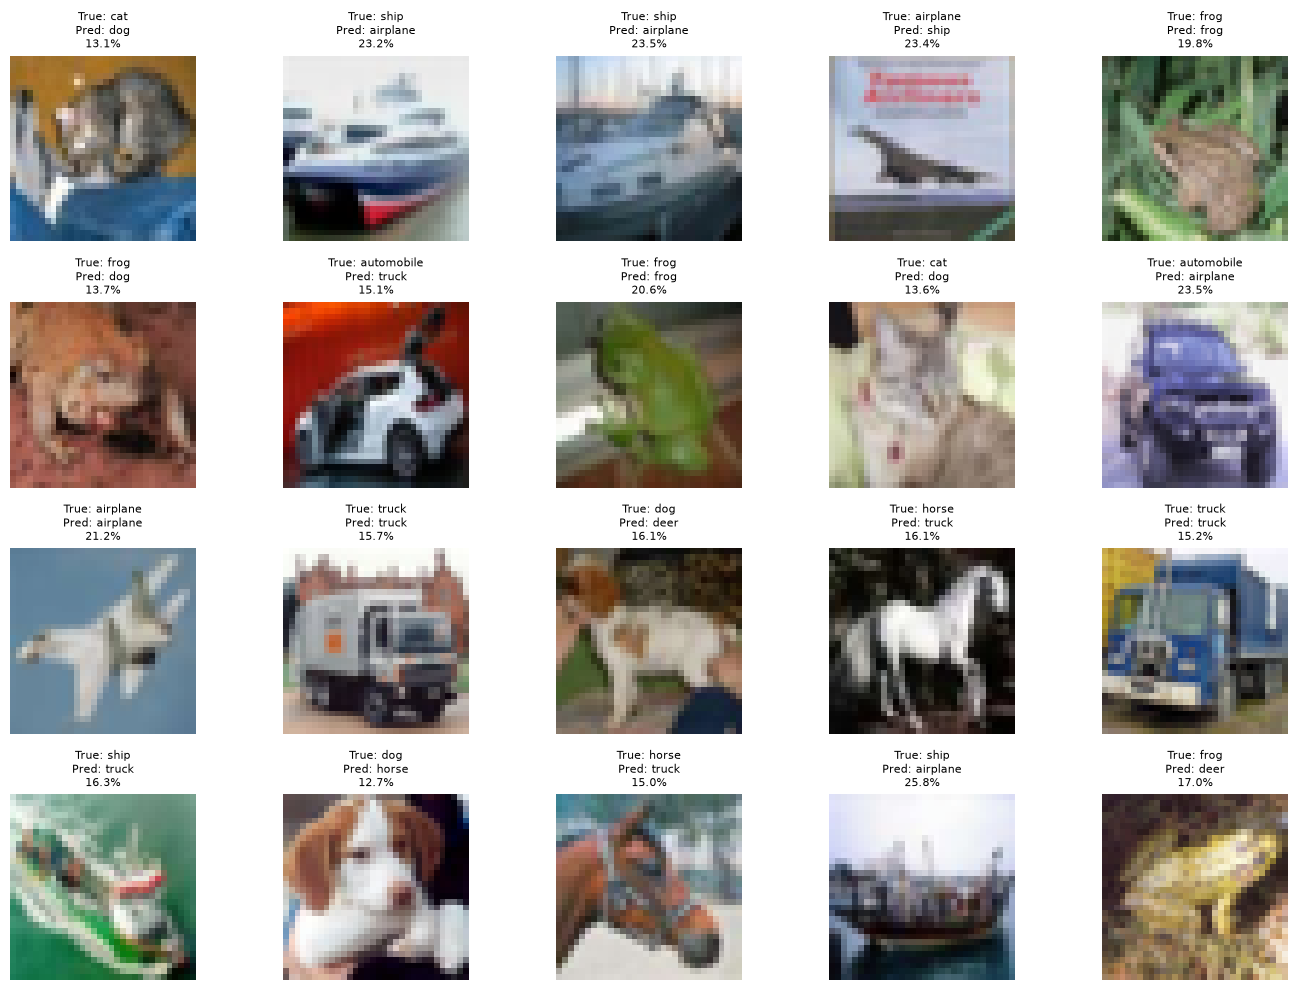 True: cat
Pred: dog
13.1%
True: ship
Pred: airplane
23.2%
True: ship
Pred: airplane
23.5%
True: airplane
Pred: ship
23.4%
True: frog
Pred: frog
19.8%
True: frog
Pred: dog
13.7%
True: automobile
Pred: truck
15.1%
True: frog
Pred: frog
20.6%
True: cat
Pred: dog
13.6%
True: automobile
Pred: airplane
23.5%
True: airplane
Pred: airplane
21.2%
True: truck
Pred: truck
15.7%
True: dog
Pred: deer
16.1%
True: horse
Pred: truck
16.1%
True: truck
Pred: truck
15.2%
True: ship
Pred: truck
16.3%
True: dog
Pred: horse
12.7%
True: horse
Pred: truck
15.0%
True: ship
Pred: airplane
25.8%
True: frog
Pred: deer
17.0%